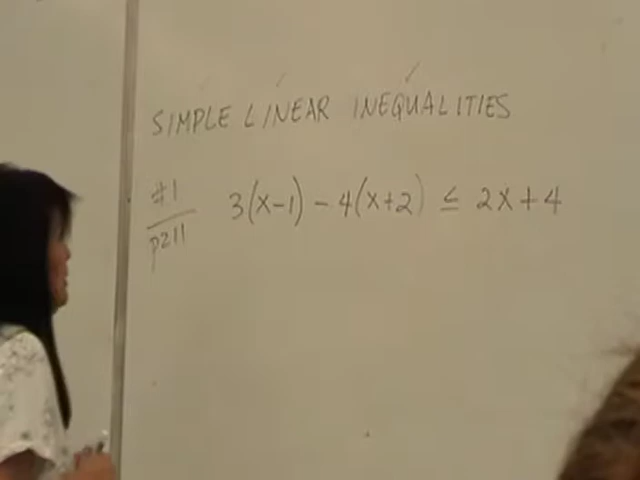 SIMPLE LINEAR INEQUALITIES
#1 3(x-1) - 4(x+2) ≤ 2x + 4
p211